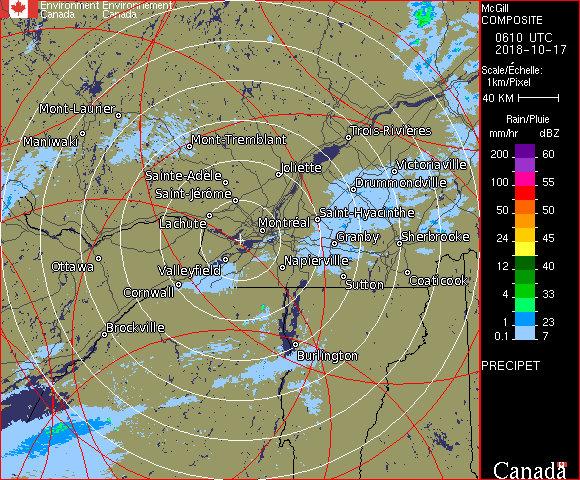 Environment Environnement
Canada Canada
McGill
COMPOSITE
0610 UTC
2018-10-17
Scale/Échelle:
1km/Pixel
40 KM
Rain/Pluie
mm/hr dBZ
200 60
100 55
50 50
24 45
12 40
4 33
1 23
0.1 7
PRECIPET
Canada
Mont-Laurier
Maniwaki
Mont-Tremblant
Trois-Rivières
Joliette
Victoriaville
Sainte-Adèle
Drummondville
Saint-Jérôme
Saint-Hyacinthe
Lachute
Montréal
Granby
Sherbrooke
Ottawa
Valleyfield
Napierville
Cornwall
Sutton
Coaticook
Brockville
Burlington